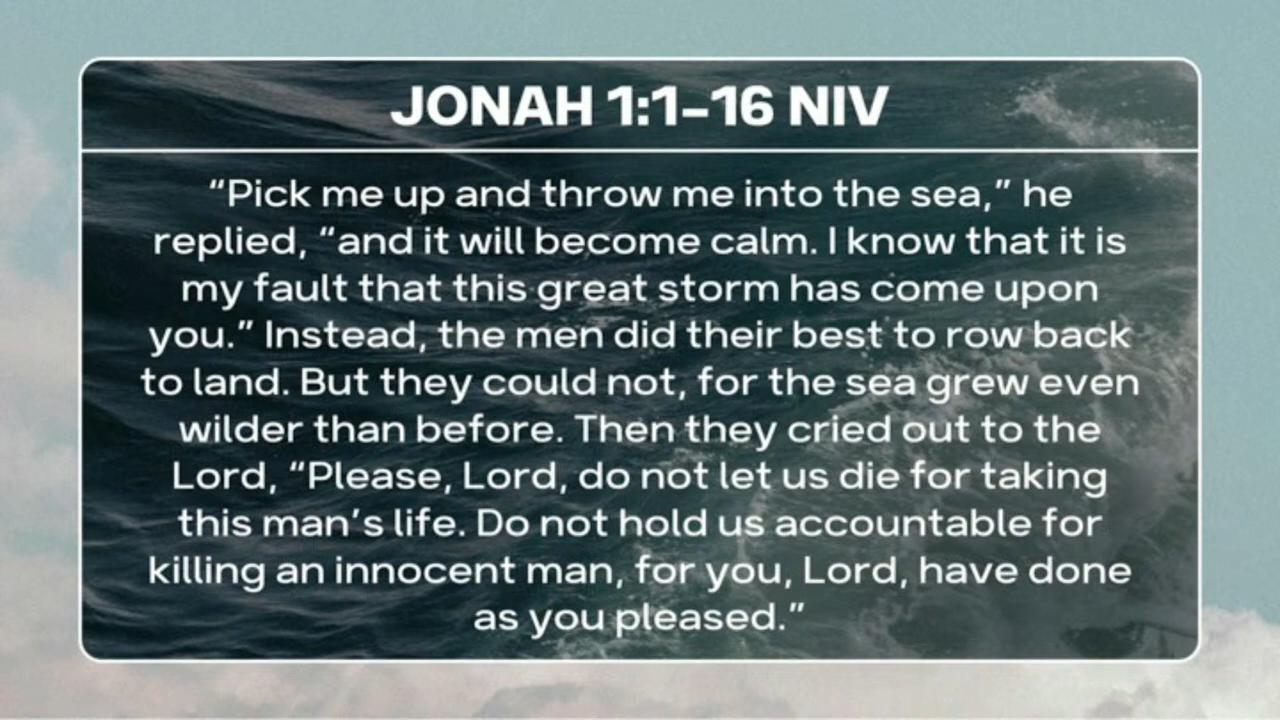 JONAH 1:1–16 NIV
“Pick me up and throw me into the sea,” he
replied, “and it will become calm. I know that it is
my fault that this great storm has come upon
you.” Instead, the men did their best to row back
to land. But they could not, for the sea grew even
wilder than before. Then they cried out to the
Lord, “Please, Lord, do not let us die for taking
this man’s life. Do not hold us accountable for
killing an innocent man, for you, Lord, have done
as you pleased.”